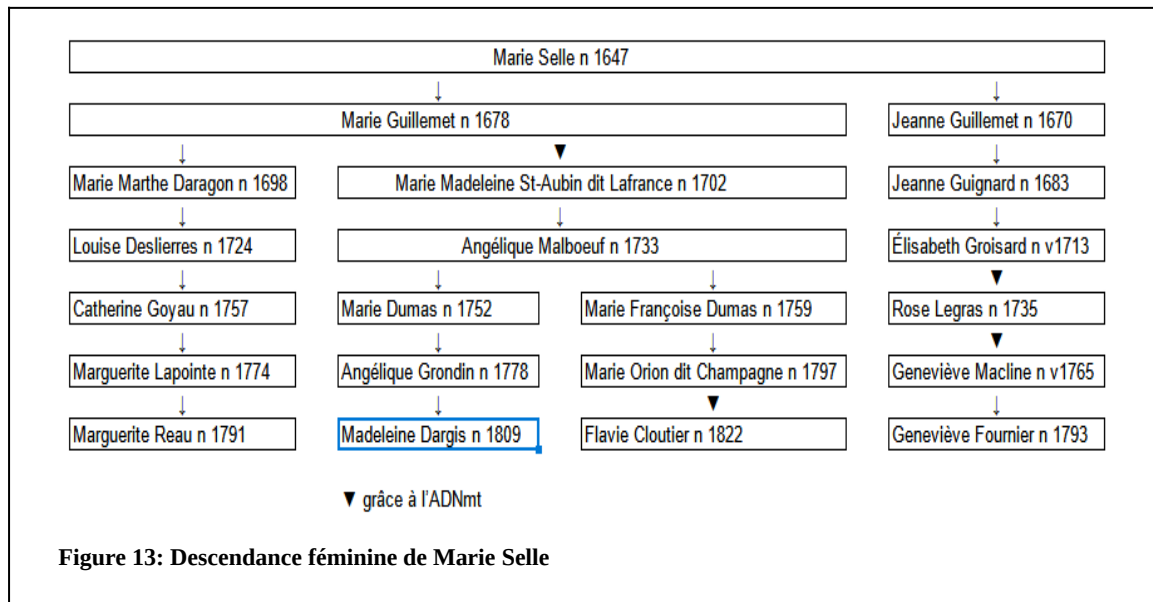 Marie Selle n 1647
↓ ↓
Marie Guillemet n 1678 Jeanne Guillemet n 1670
↓ ▼ ↓
Marie Marthe Daragon n 1698 Marie Madeleine St-Aubin dit Lafrance n 1702 Jeanne Guignard n 1683
↓ ↓ ↓
Louise Deslierres n 1724 Angélique Malboeuf n 1733 Élisabeth Groisard n v1713
↓ ↓ ↓ ▼
Catherine Goyau n 1757 Marie Dumas n 1752 Marie Françoise Dumas n 1759 Rose Legras n 1735
↓ ↓ ↓ ▼
Marguerite Lapointe n 1774 Angélique Grondin n 1778 Marie Orion dit Champagne n 1797 Geneviève Macline n v1765
↓ ↓ ▼ ↓
Marguerite Reau n 1791 Madeleine Dargis n 1809 Flavie Cloutier n 1822 Geneviève Fournier n 1793
▼ grâce à l'ADNmt
Figure 13: Descendance féminine de Marie Selle